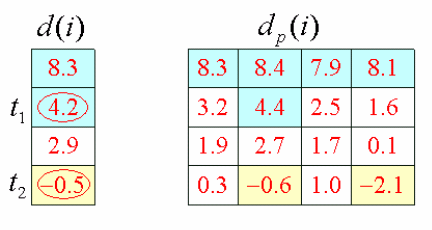 d(i) d_p(i)
8.3 8.3 8.4 7.9 8.1
t_1 4.2 3.2 4.4 2.5 1.6
2.9 1.9 2.7 1.7 0.1
t_2 −0.5 0.3 −0.6 1.0 −2.1